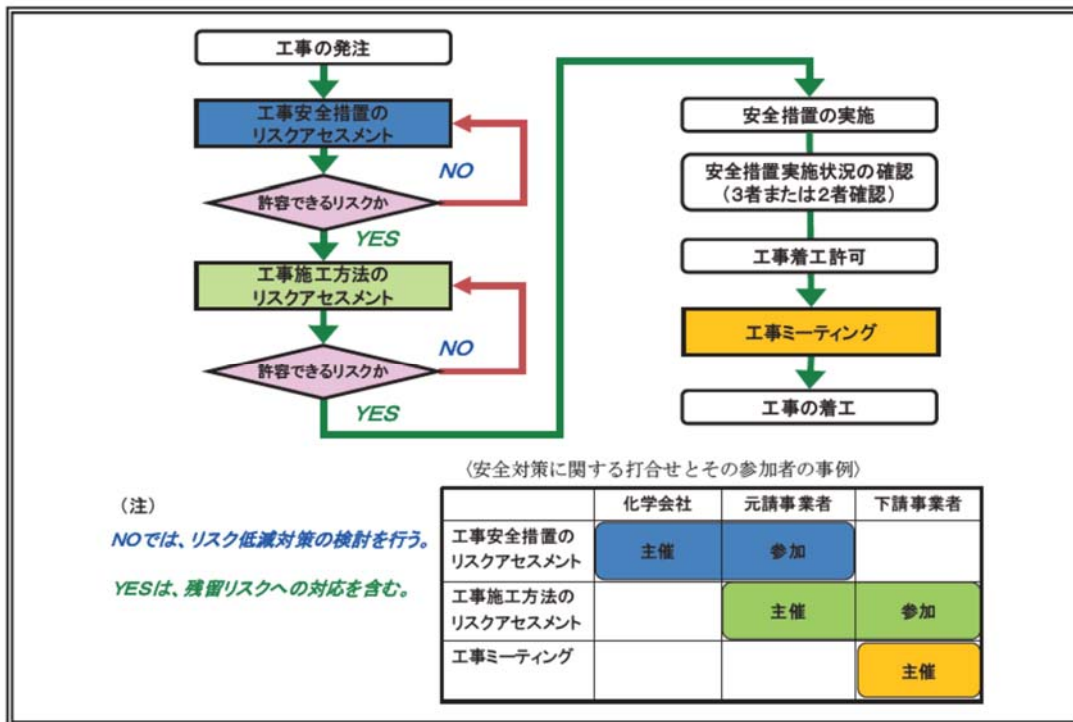 工事の発注
工事安全措置の
リスクアセスメント
NO
許容できるリスクか
YES
工事施工方法の
リスクアセスメント
NO
許容できるリスクか
YES
安全措置の実施
安全措置実施状況の確認
（3者または2者確認）
工事着工許可
工事ミーティング
工事の着工
（注）
NOでは、リスク低減対策の検討を行う。
YESは、残留リスクへの対応を含む。
〈安全対策に関する打合せとその参加者の事例〉
化学会社 元請事業者 下請事業者
工事安全措置の
リスクアセスメント
主催 参加
工事施工方法の
リスクアセスメント
主催 参加
工事ミーティング
主催